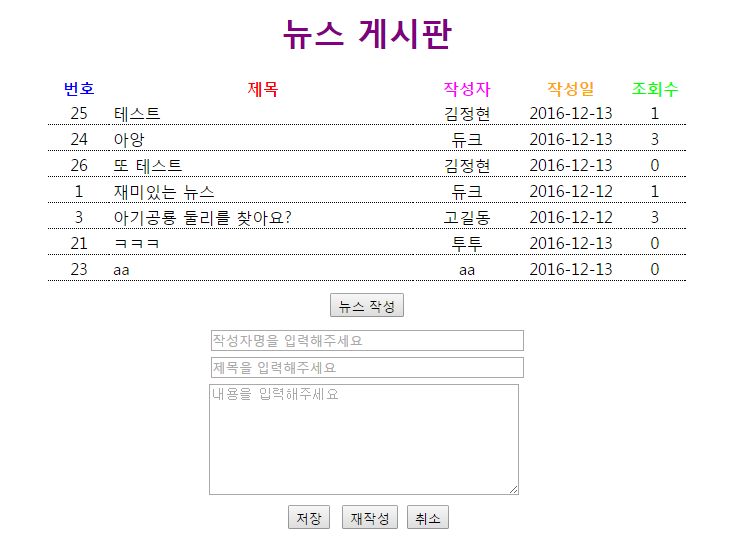 뉴스 게시판
번호 제목 작성자 작성일 조회수
25 테스트 김정현 2016-12-13 1
24 아앙 듀크 2016-12-13 3
26 또 테스트 김정현 2016-12-13 0
1 재미있는 뉴스 듀크 2016-12-12 1
3 아기공룡 둘리를 찾아요? 고길동 2016-12-12 3
21 ㅋㅋㅋ 투투 2016-12-13 0
23 aa aa 2016-12-13 0
뉴스 작성
작성자명을 입력해주세요
제목을 입력해주세요
내용을 입력해주세요
저장 재작성 취소